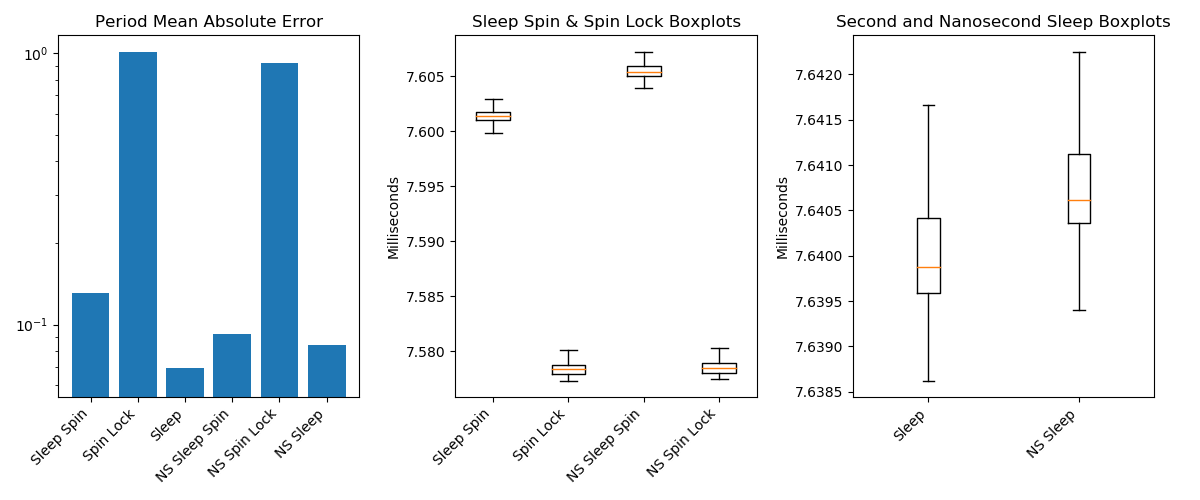 Period Mean Absolute Error
10⁰
10⁻¹
Sleep Spin
Spin Lock
Sleep
NS Sleep Spin
NS Spin Lock
NS Sleep
Sleep Spin & Spin Lock Boxplots
Milliseconds
7.605
7.600
7.595
7.590
7.585
7.580
Sleep Spin
Spin Lock
NS Sleep Spin
NS Spin Lock
Second and Nanosecond Sleep Boxplots
Milliseconds
7.6420
7.6415
7.6410
7.6405
7.6400
7.6395
7.6390
7.6385
Sleep
NS Sleep